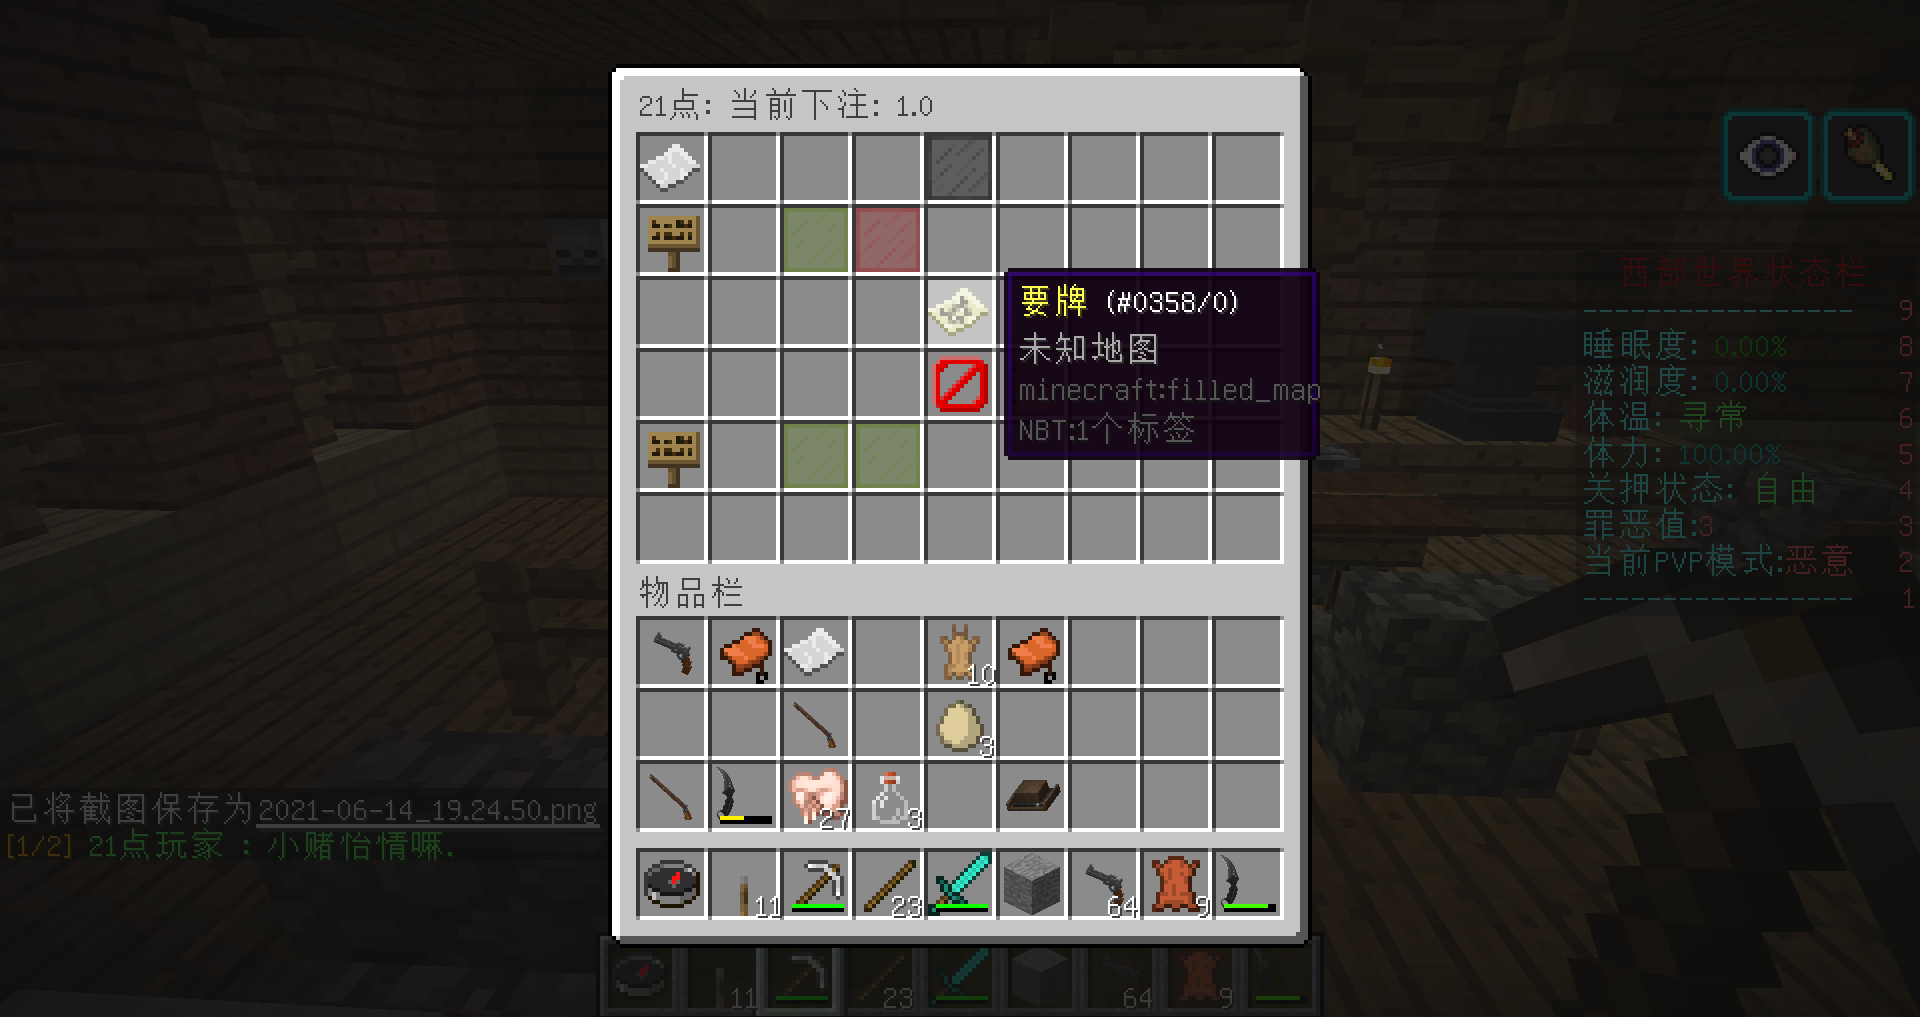 21点: 当前下注: 1.0
要牌 (#0358/0)
未知地图
minecraft:filled_map
NBT:1个标签
物品栏
10
3
27
3
11
23
64
9
西部世界状态栏
------------------ 9
睡眠度: 0.00% 8
滋润度: 0.00% 7
体温: 寻常 6
体力: 100.00% 5
关押状态: 自由 4
罪恶值:3 3
当前PVP模式:恶意 2
------------------ 1
已将截图保存为2021-06-14_19.24.50.png
[1/2] 21点玩家 : 小赌怡情嘛.
11
23
64
9